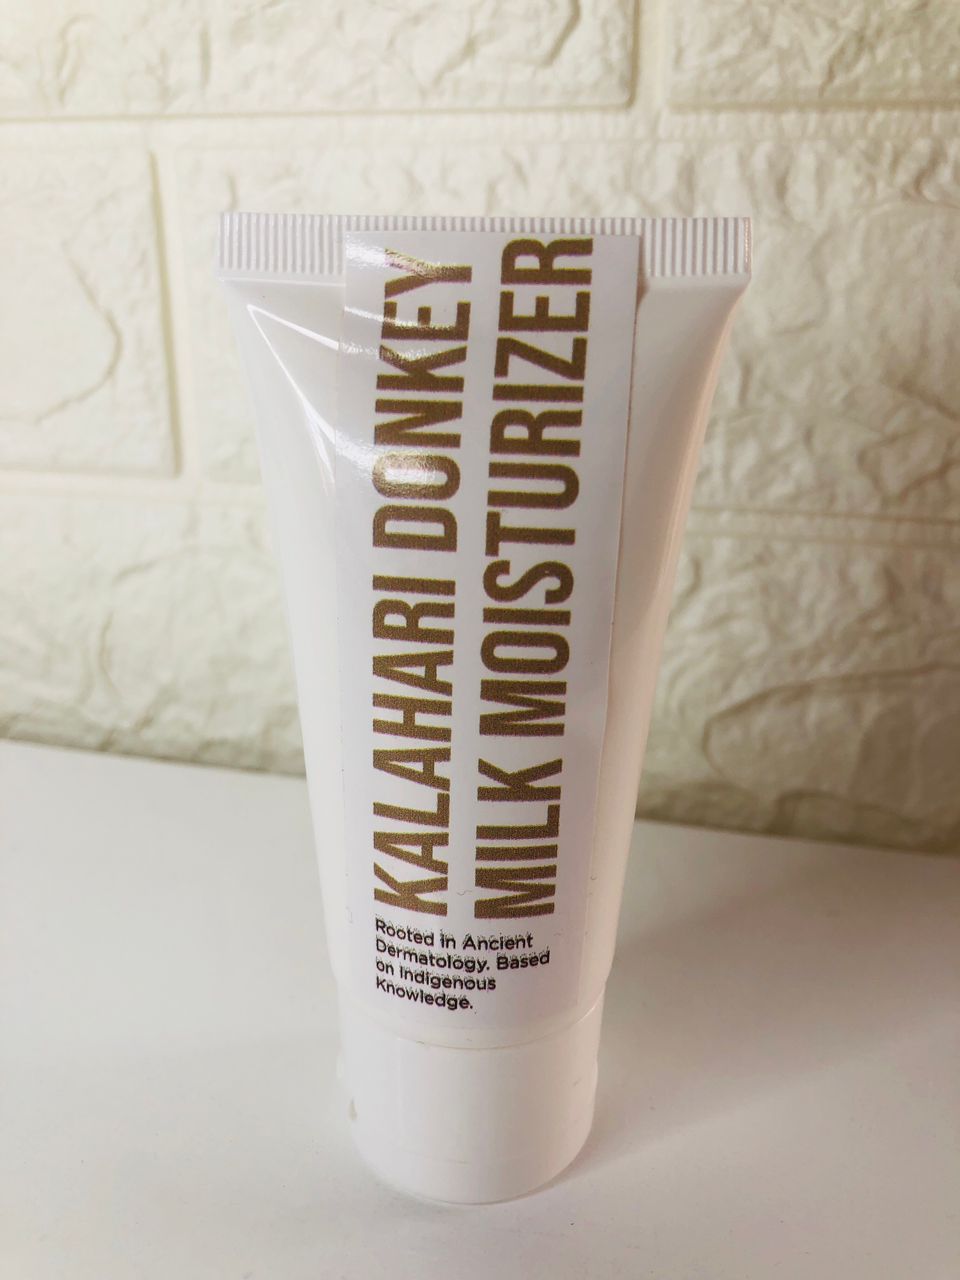 KALAHARI DONKEY
MILK MOISTURIZER
Rooted in Ancient
Dermatology. Based
on Indigenous
Knowledge.